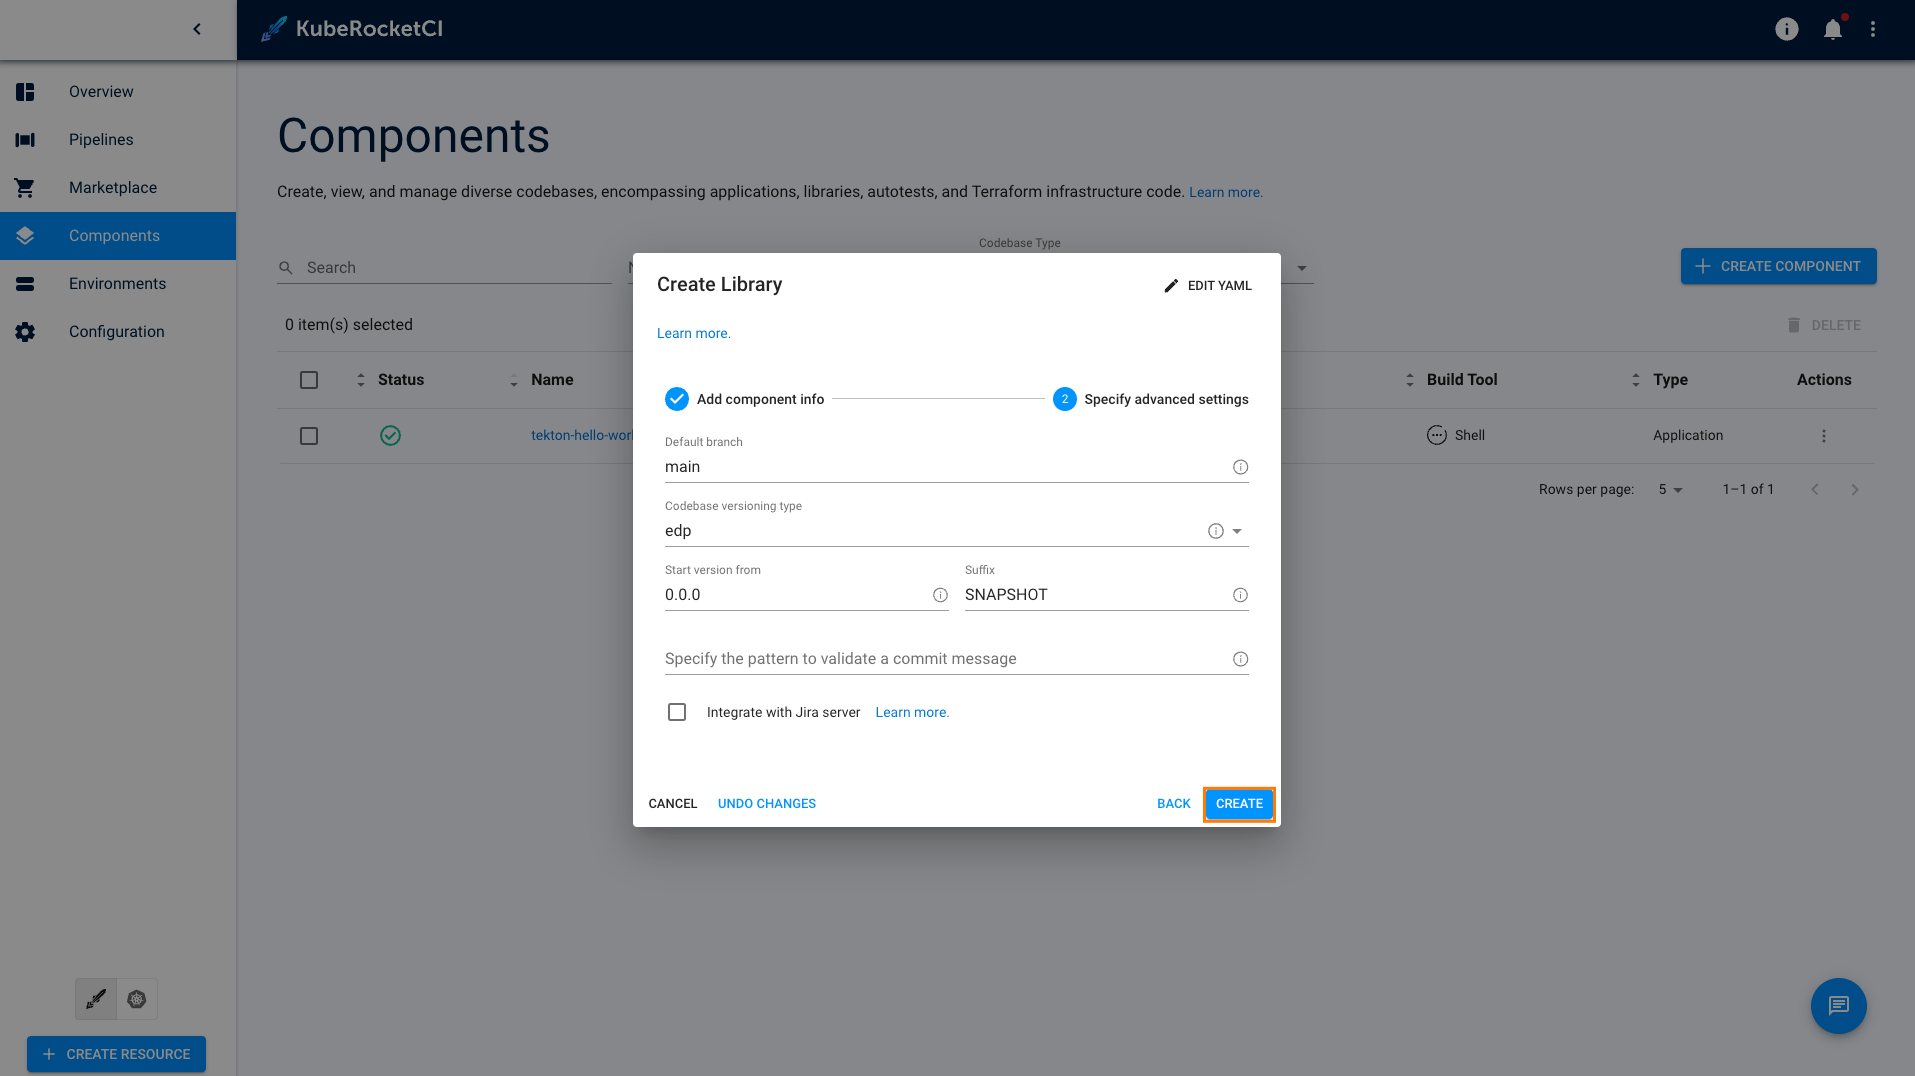 KubeRocketCI
Overview
Pipelines
Marketplace
Components
Environments
Configuration
Components
Create, view, and manage diverse codebases, encompassing applications, libraries, autotests, and Terraform infrastructure code. Learn more.
Search
Codebase Type
CREATE COMPONENT
0 item(s) selected
DELETE
Status
Name
Build Tool
Type
Actions
tekton-hello-worl
Shell
Application
Rows per page:
5
1–1 of 1
Create Library
EDIT YAML
Learn more.
Add component info
2
Specify advanced settings
Default branch
main
Codebase versioning type
edp
Start version from
0.0.0
Suffix
SNAPSHOT
Specify the pattern to validate a commit message
Integrate with Jira server Learn more.
CANCEL
UNDO CHANGES
BACK
CREATE
CREATE RESOURCE